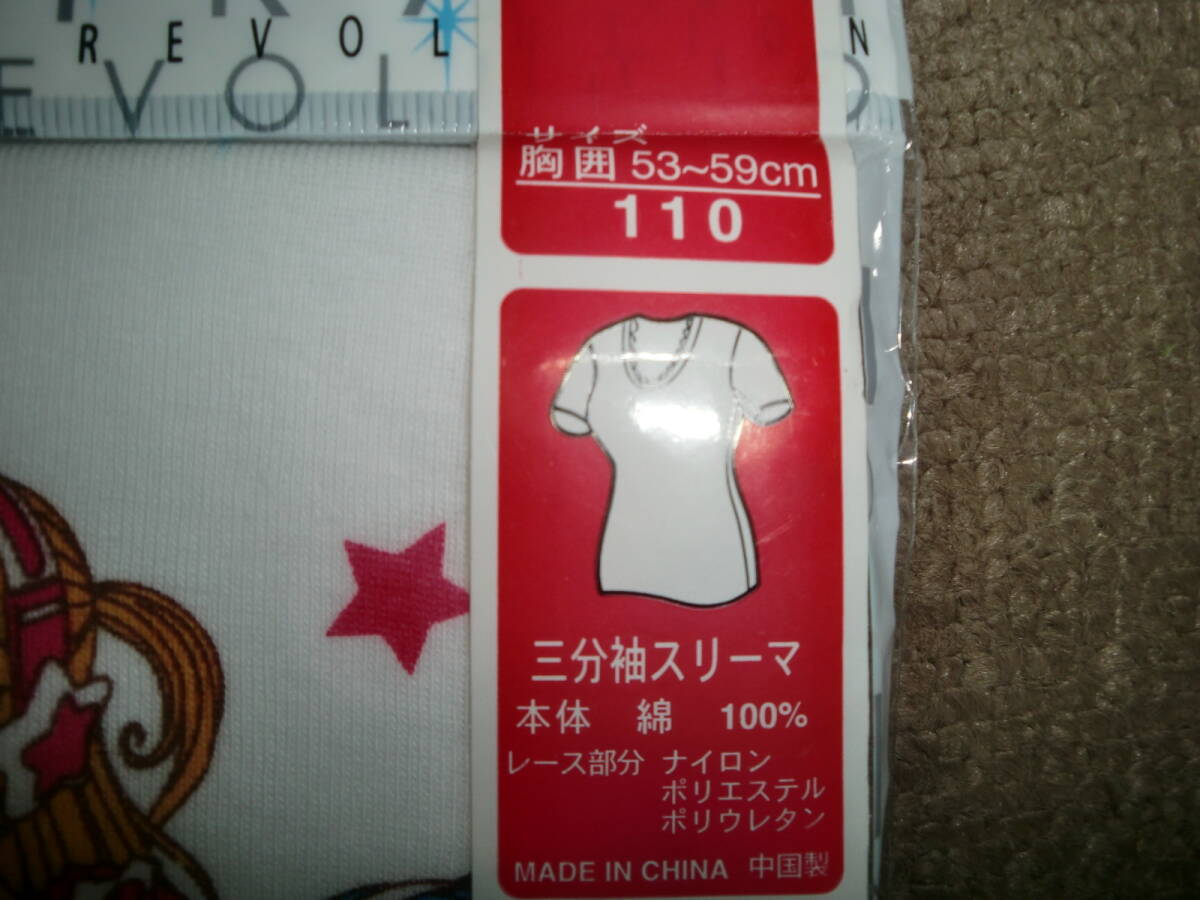 REVOL
N
EVOL
サイズ
胸囲 53~59cm
110
三分袖スリーマ
本体 綿 100%
レース部分 ナイロン
ポリエステル
ポリウレタン
MADE IN CHINA 中国製